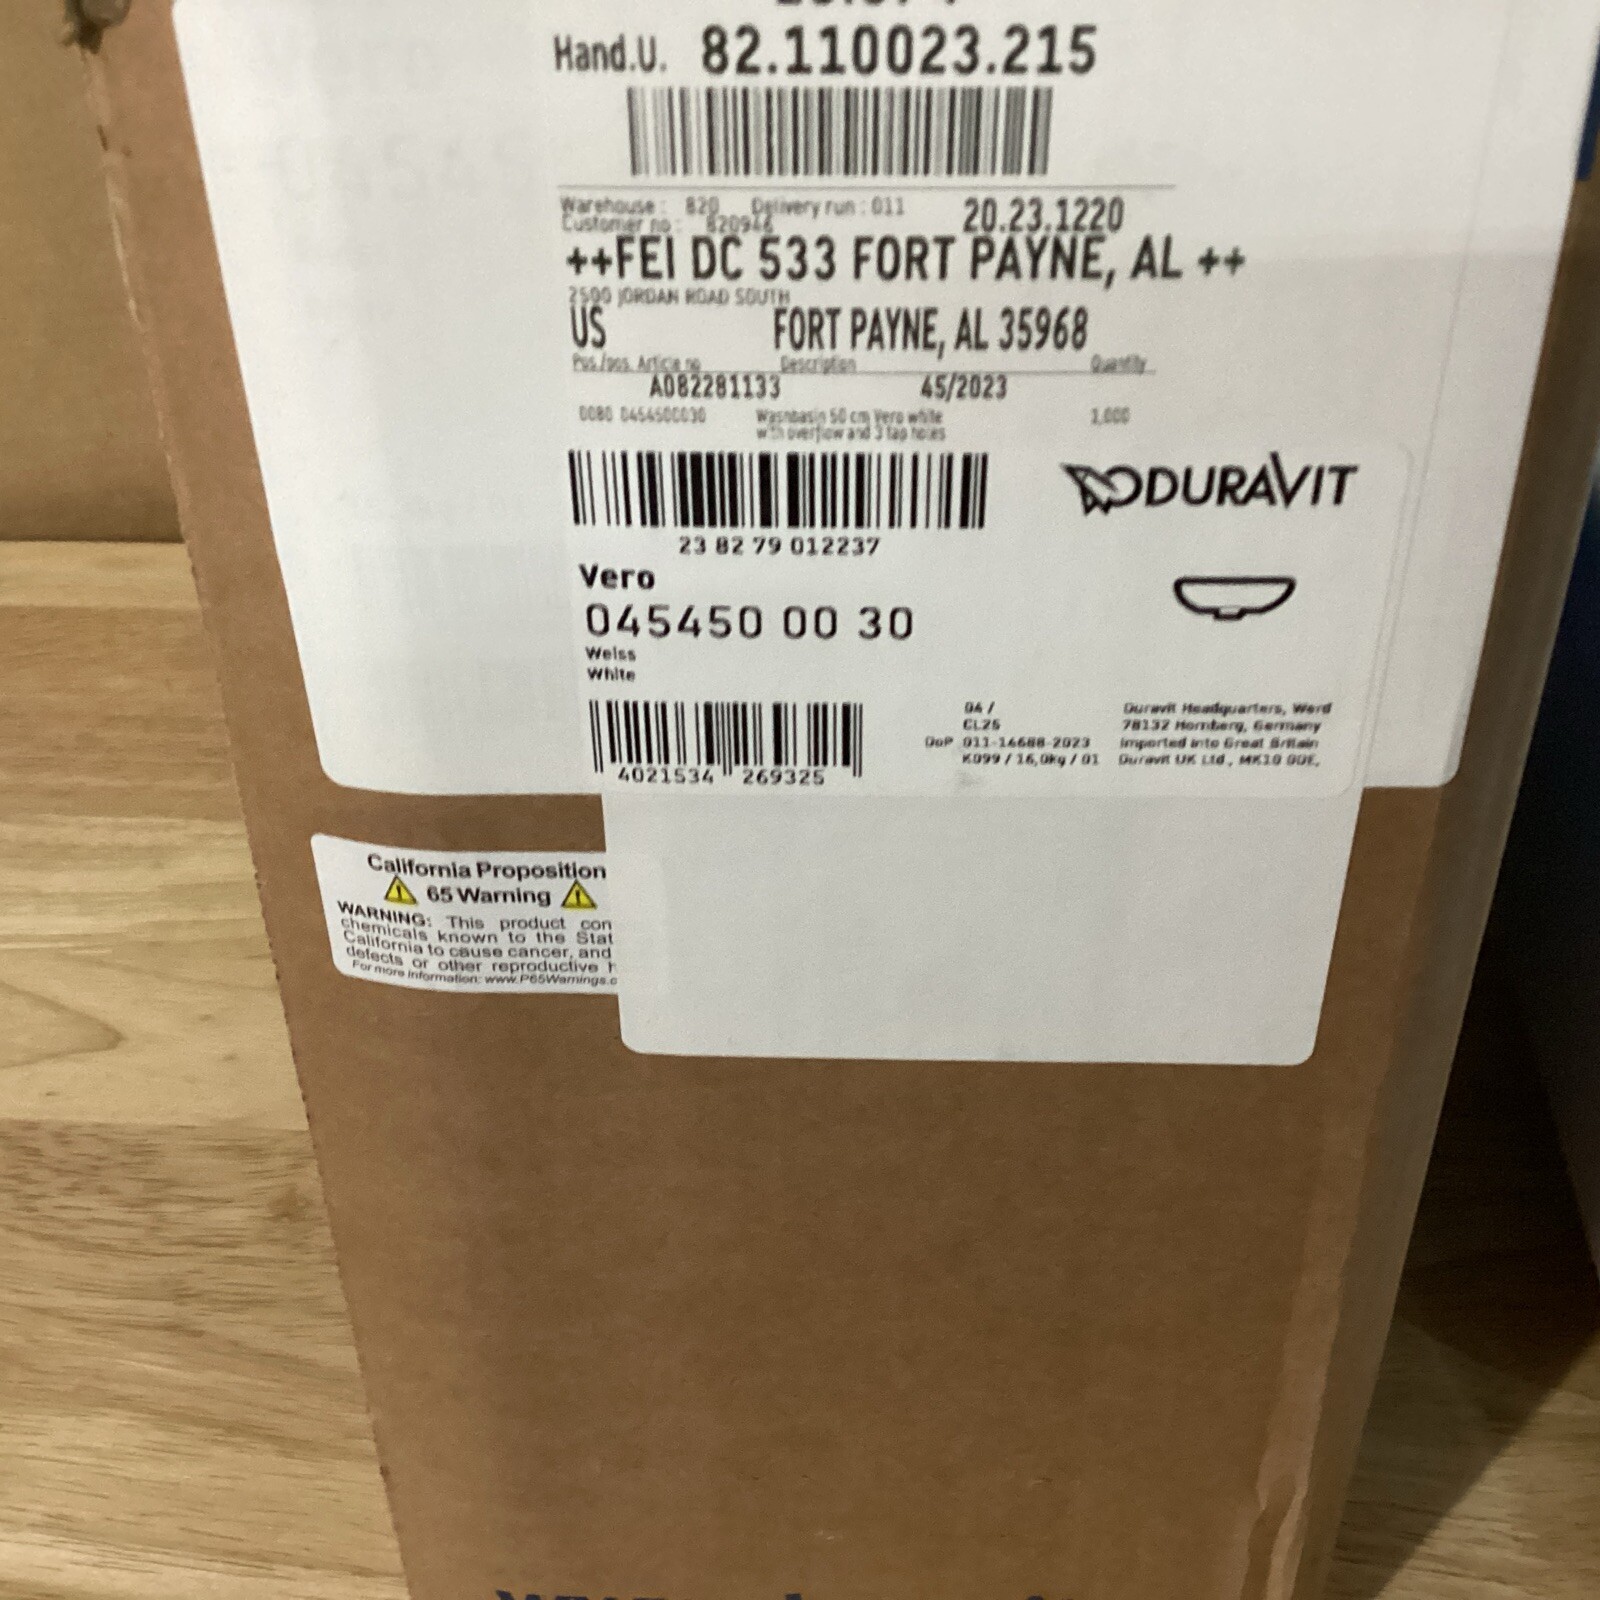 Hand.U. 82.110023.215
Warehouse : 820 Delivery run : 011 20.23.1220
Customer no : 820946
++FEI DC 533 FORT PAYNE, AL ++
2500 JORDAN ROAD SOUTH
US FORT PAYNE, AL 35968
Pos./pos. Article no Description Quantity
A082281133 45/2023
0080 0454500030 Washbasin 50 cm Vero white 1,000
with overflow and 3 tap holes
DURAVIT
23 82 79 012237
Vero
045450 00 30
Weiss
White
4021534 269325
04 /
CL25
DoP 011-14688-2023
K099 / 16,0kg / 01
Duravit Headquarters, Werd
78132 Hornberg, Germany
Imported into Great Britain
Duravit UK Ltd., MK10 0DE,
California Proposition
65 Warning
WARNING: This product con
chemicals known to the Stat
California to cause cancer, and
defects or other reproductive h
For more information: www.P65Warnings.c